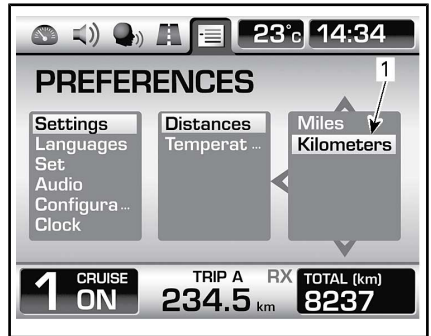 23°c 14:34
PREFERENCES
1
Settings
Languages
Set
Audio
Configura...
Clock
Distances
Temperat ...
Miles
Kilometers
1 CRUISE ON
TRIP A RX
234.5 km
TOTAL (km)
8237